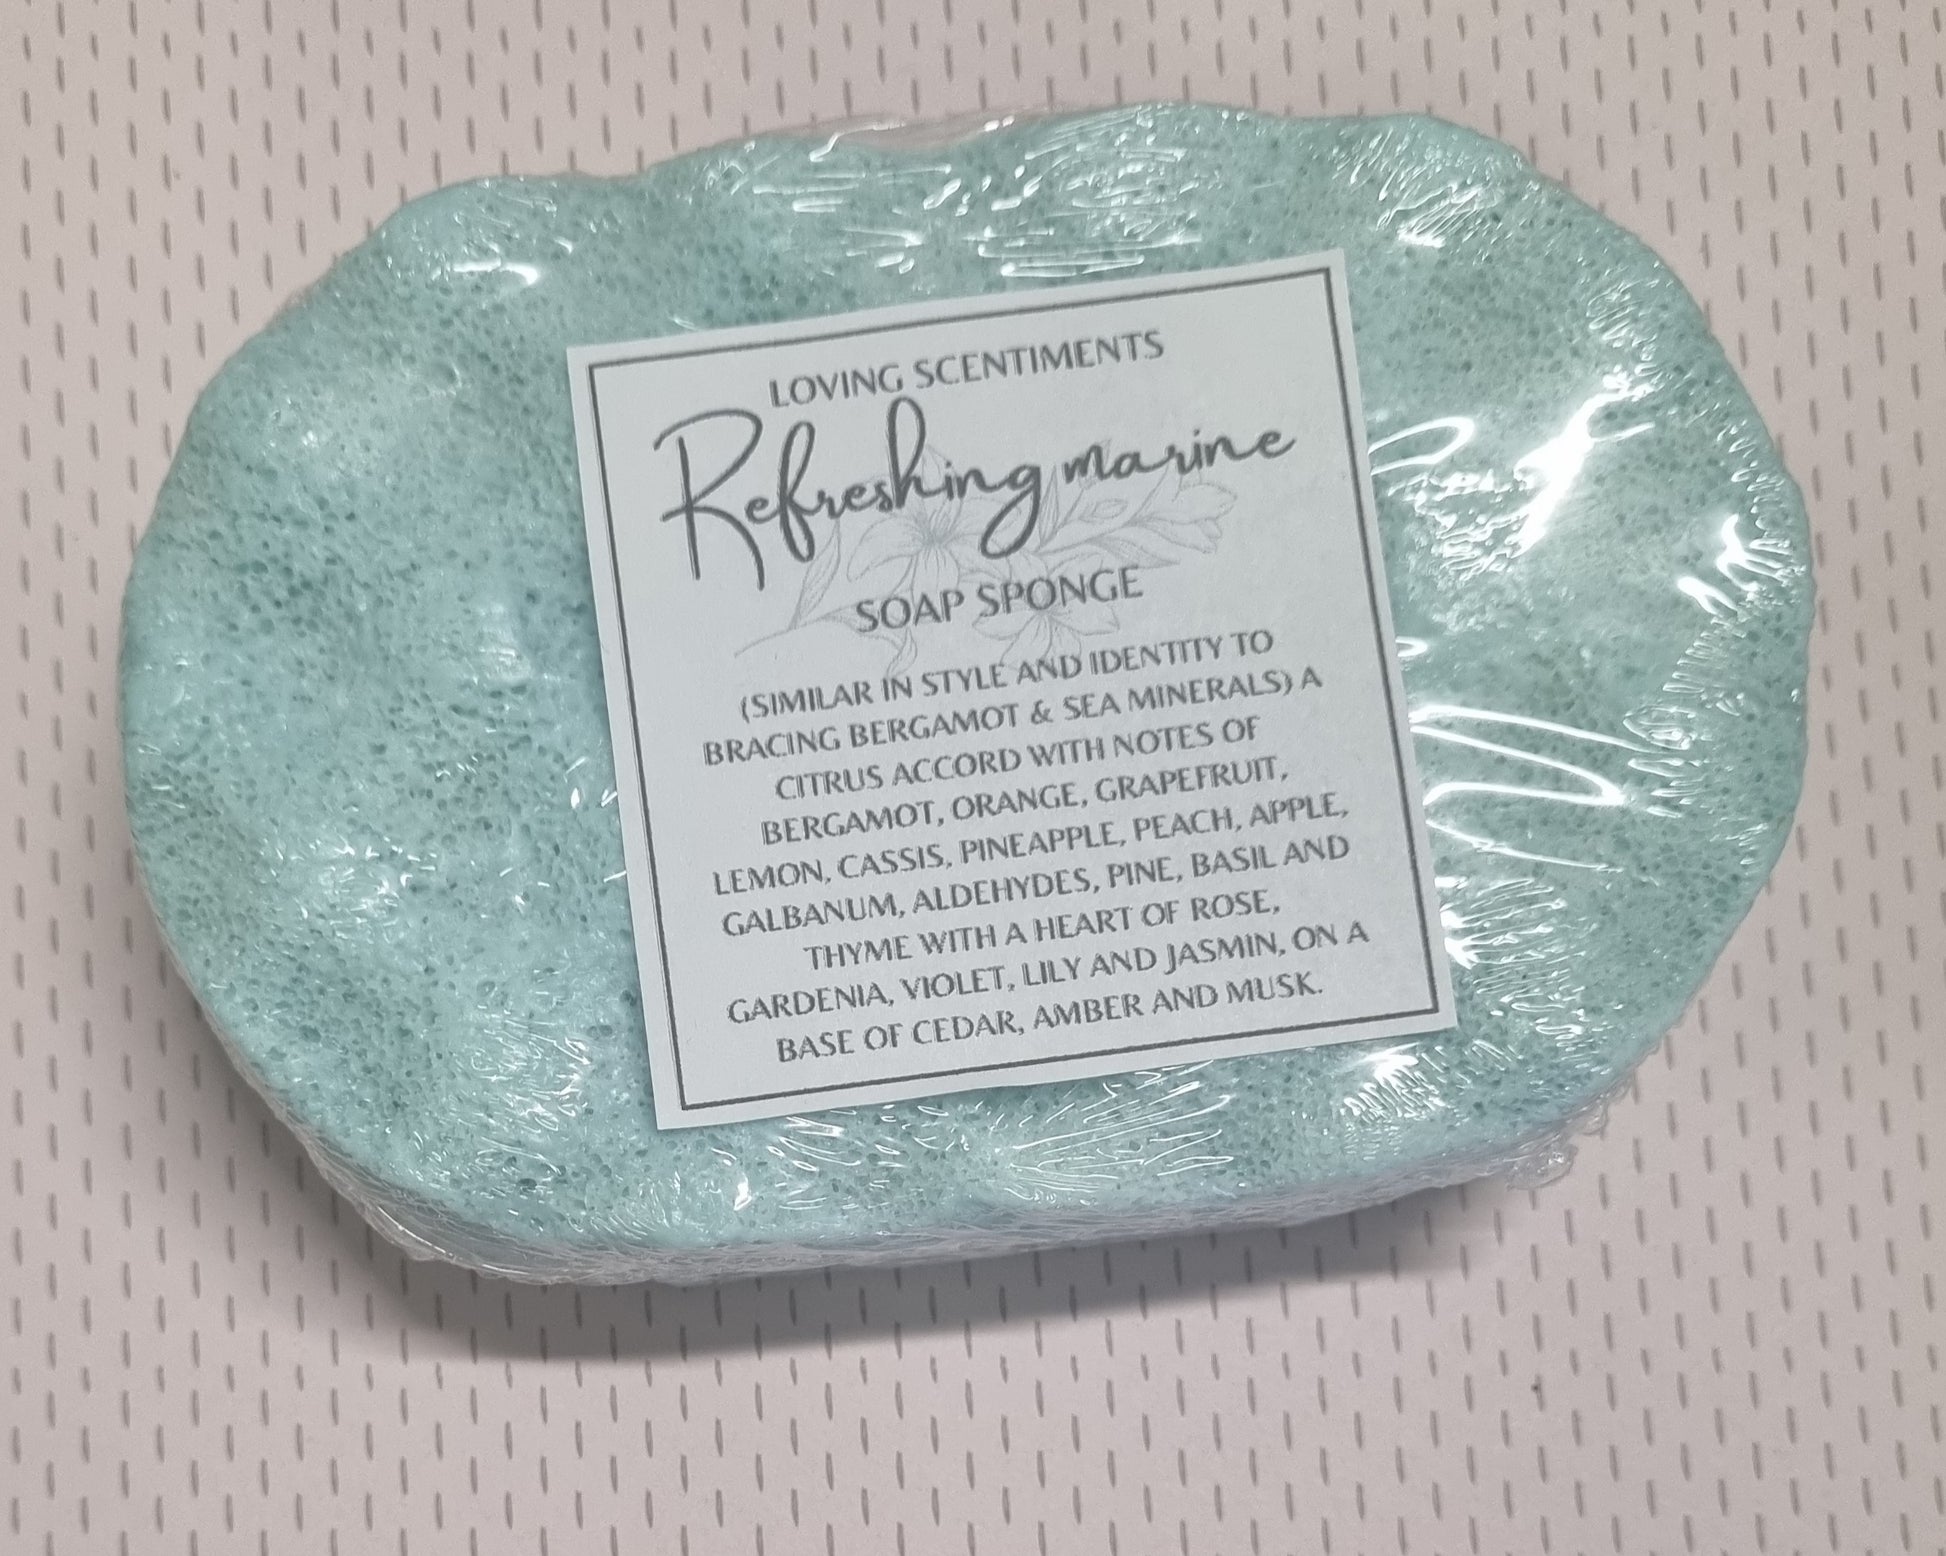 LOVING SCENTIMENTS
Refreshing marine
SOAP SPONGE
(SIMILAR IN STYLE AND IDENTITY TO
BRACING BERGAMOT & SEA MINERALS) A
CITRUS ACCORD WITH NOTES OF
BERGAMOT, ORANGE, GRAPEFRUIT,
LEMON, CASSIS, PINEAPPLE, PEACH, APPLE,
GALBANUM, ALDEHYDES, PINE, BASIL AND
THYME WITH A HEART OF ROSE,
GARDENIA, VIOLET, LILY AND JASMIN, ON A
BASE OF CEDAR, AMBER AND MUSK.